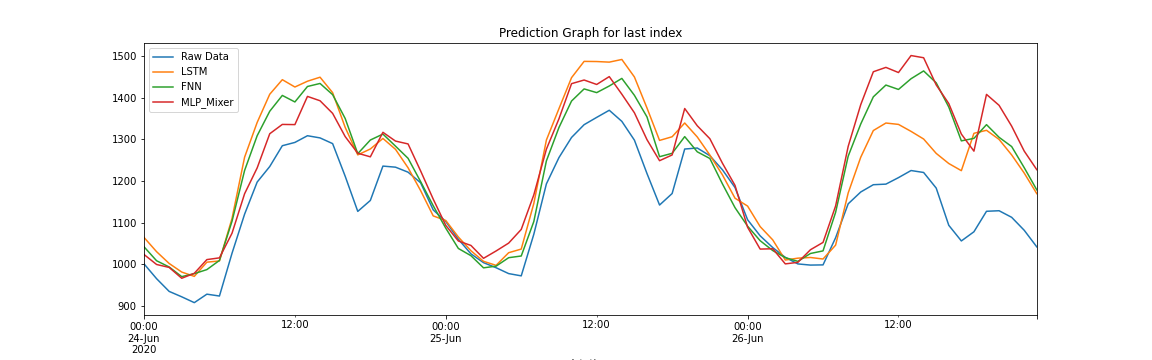 Prediction Graph for last index
1500
1400
1300
1200
1100
1000
900
Raw Data
LSTM
FNN
MLP_Mixer
00:00
24-Jun
2020
12:00
00:00
25-Jun
12:00
00:00
26-Jun
12:00